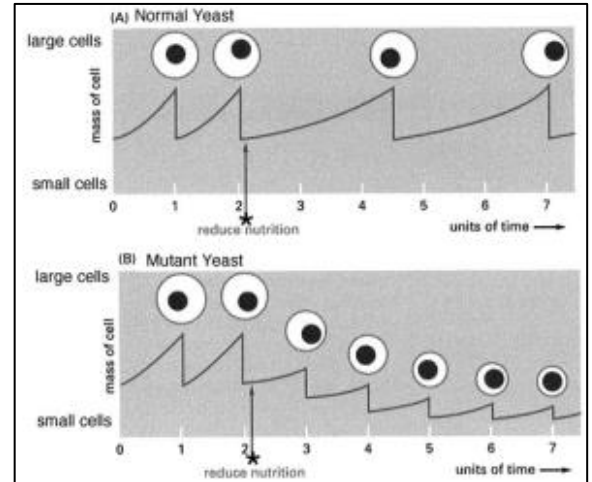 (A) Normal Yeast
large cells
mass of cell
small cells
0 1 2 3 4 5 6 7
reduce nutrition
units of time
(B) Mutant Yeast
large cells
mass of cell
small cells
0 1 2 3 4 5 6 7
reduce nutrition
units of time